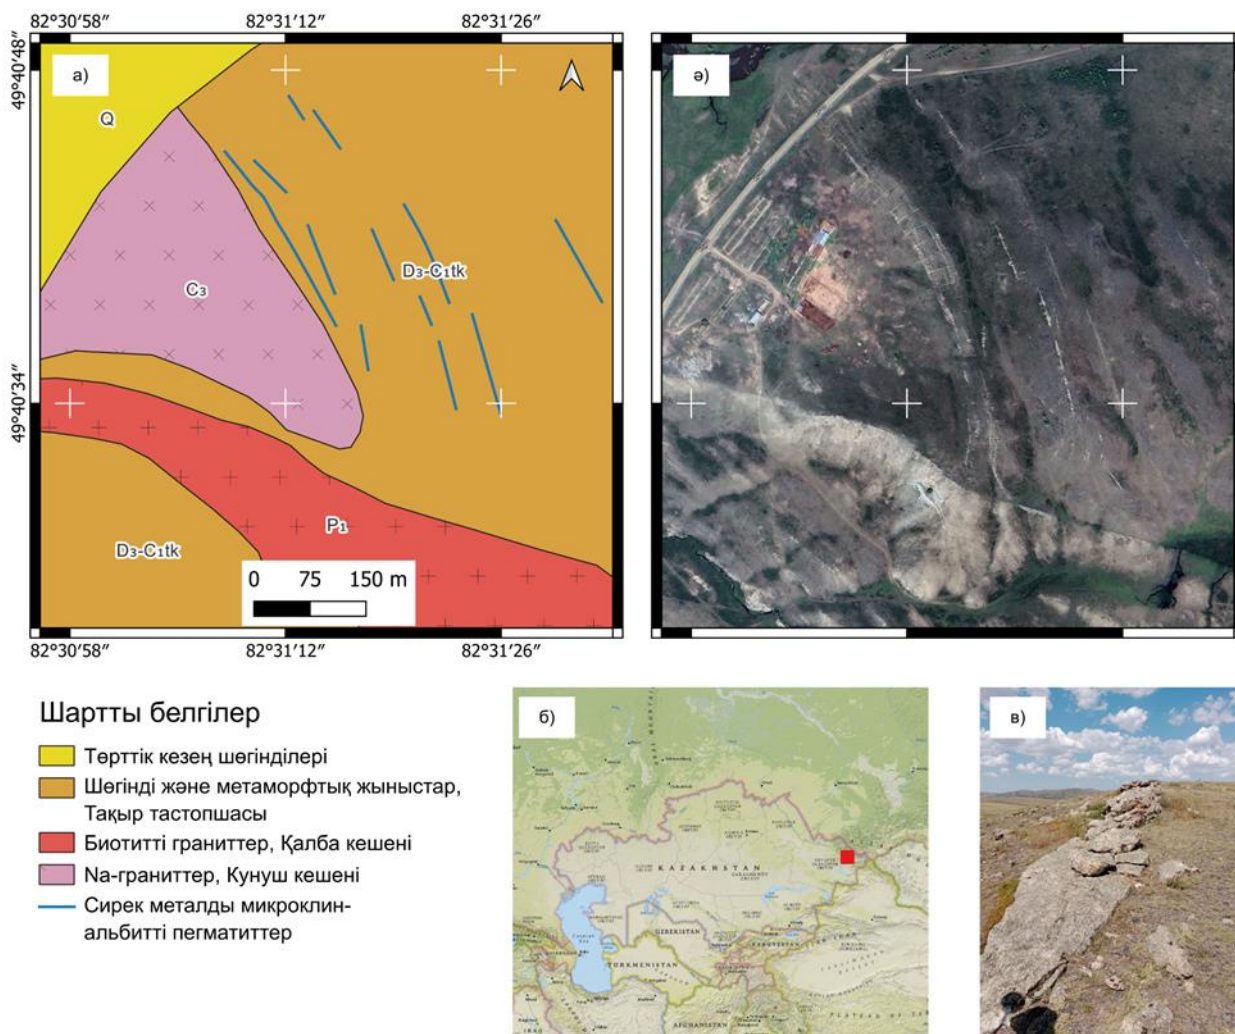 82°30′58″ 82°31′12″ 82°31′26″
а)
ә)
49°40′48″
Q
D₃-C₁tk
C₃
49°40′34″
P₁
D₃-C₁tk
0 75 150 m
82°30′58″ 82°31′12″ 82°31′26″
Шартты белгілер
Төрттік кезең шөгінділері
Шөгінді және метаморфтық жыныстар,
Тақыр тастопшасы
Биотитті граниттер, Қалба кешені
Na-граниттер, Кунуш кешені
Сирек металды микроклин-
альбитті пегматиттер
б)
KAZAKHSTAN
UZBEKISTAN
TURKMENISTAN
AFGHANISTAN
IRAN
в)